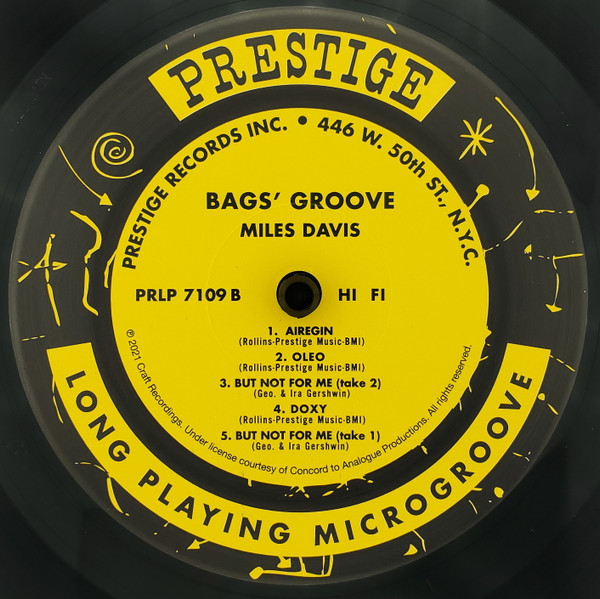 PRESTIGE
PRESTIGE RECORDS INC. • 446 W. 50th ST., N.Y.C.
BAGS' GROOVE
MILES DAVIS
PRLP 7109 B HI FI
1. AIREGIN
(Rollins-Prestige Music-BMI)
2. OLEO
(Rollins-Prestige Music-BMI)
3. BUT NOT FOR ME (take 2)
(Geo. & Ira Gershwin)
4. DOXY
(Rollins-Prestige Music-BMI)
5. BUT NOT FOR ME (take 1)
(Geo. & Ira Gershwin)
℗ 2021 Craft Recordings. Under license courtesy of Concord to Analogue Productions. All rights reserved.
LONG PLAYING MICROGROOVE